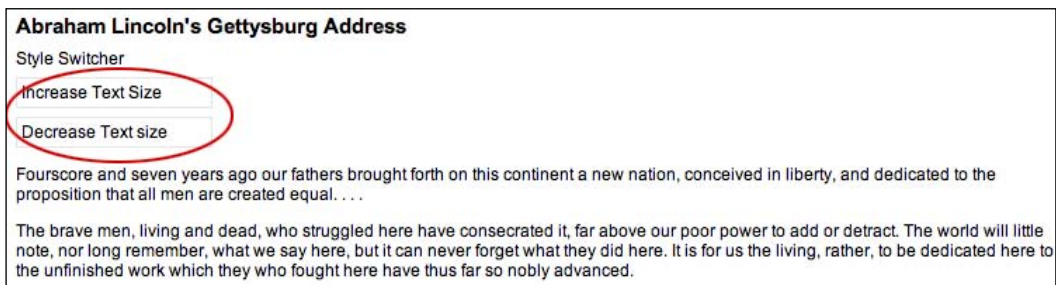 Abraham Lincoln's Gettysburg Address
Style Switcher
Increase Text Size
Decrease Text size
Fourscore and seven years ago our fathers brought forth on this continent a new nation, conceived in liberty, and dedicated to the
proposition that all men are created equal. . . .
The brave men, living and dead, who struggled here have consecrated it, far above our poor power to add or detract. The world will little
note, nor long remember, what we say here, but it can never forget what they did here. It is for us the living, rather, to be dedicated here to
the unfinished work which they who fought here have thus far so nobly advanced.